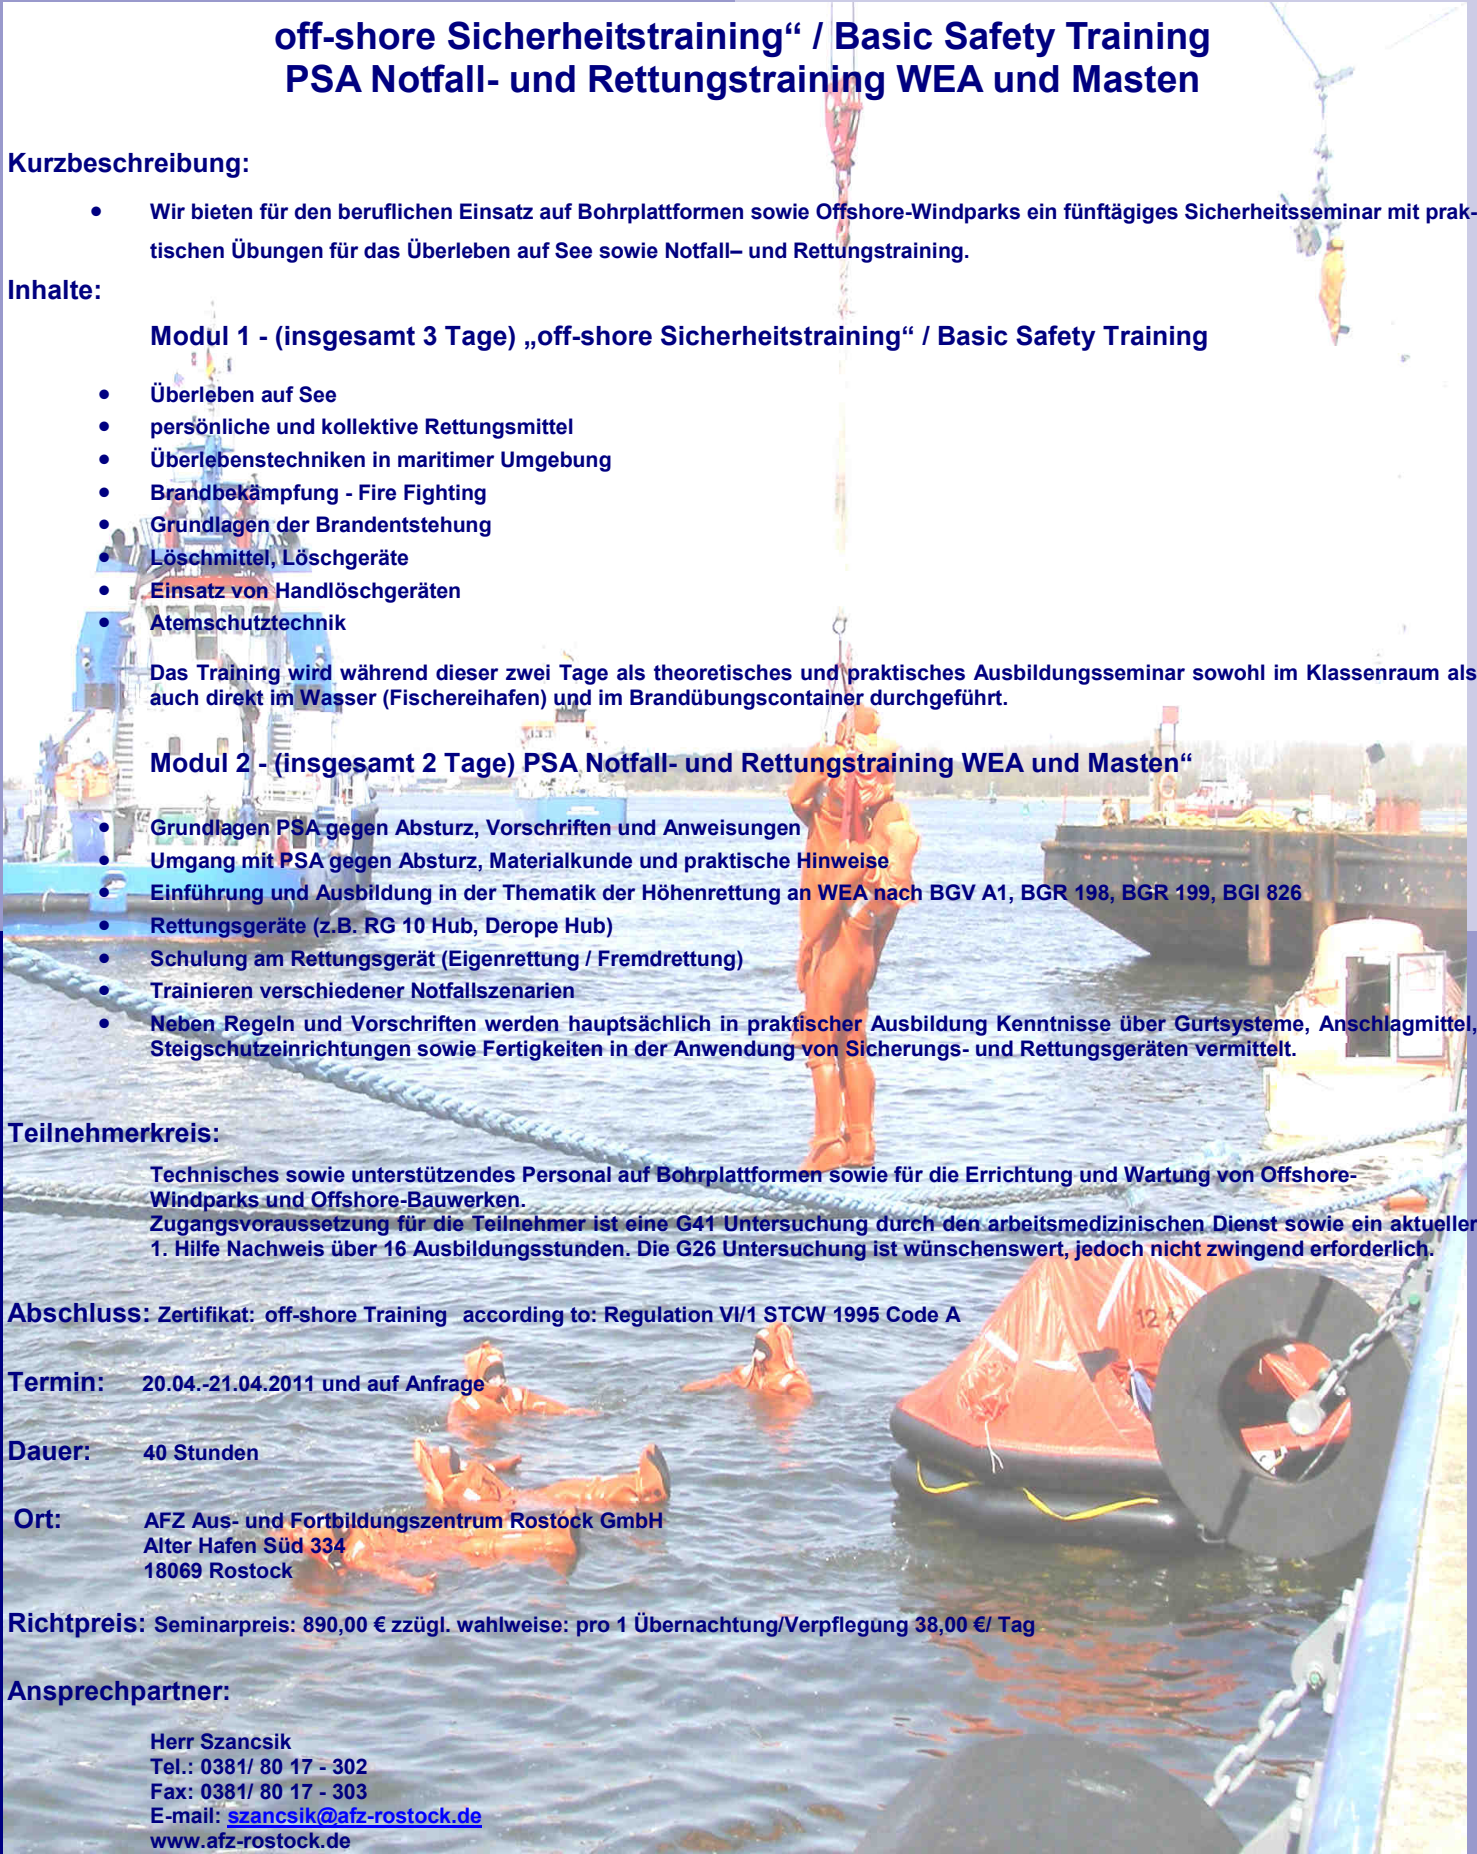 off-shore Sicherheitstraining“ / Basic Safety Training
PSA Notfall- und Rettungstraining WEA und Masten
Kurzbeschreibung:
• Wir bieten für den beruflichen Einsatz auf Bohrplattformen sowie Offshore-Windparks ein fünftägiges Sicherheitsseminar mit prak-
tischen Übungen für das Überleben auf See sowie Notfall– und Rettungstraining.
Inhalte:
Modul 1 - (insgesamt 3 Tage) „off-shore Sicherheitstraining“ / Basic Safety Training
• Überleben auf See
• persönliche und kollektive Rettungsmittel
• Überlebenstechniken in maritimer Umgebung
• Brandbekämpfung - Fire Fighting
• Grundlagen der Brandentstehung
• Löschmittel, Löschgeräte
• Einsatz von Handlöschgeräten
• Atemschutztechnik
Das Training wird während dieser zwei Tage als theoretisches und praktisches Ausbildungsseminar sowohl im Klassenraum als
auch direkt im Wasser (Fischereihafen) und im Brandübungscontainer durchgeführt.
Modul 2 - (insgesamt 2 Tage) PSA Notfall- und Rettungstraining WEA und Masten“
• Grundlagen PSA gegen Absturz, Vorschriften und Anweisungen
• Umgang mit PSA gegen Absturz, Materialkunde und praktische Hinweise
• Einführung und Ausbildung in der Thematik der Höhenrettung an WEA nach BGV A1, BGR 198, BGR 199, BGI 826
• Rettungsgeräte (z.B. RG 10 Hub, Derope Hub)
• Schulung am Rettungsgerät (Eigenrettung / Fremdrettung)
• Trainieren verschiedener Notfallszenarien
• Neben Regeln und Vorschriften werden hauptsächlich in praktischer Ausbildung Kenntnisse über Gurtsysteme, Anschlagmittel,
Steigschutzeinrichtungen sowie Fertigkeiten in der Anwendung von Sicherungs- und Rettungsgeräten vermittelt.
Teilnehmerkreis:
Technisches sowie unterstützendes Personal auf Bohrplattformen sowie für die Errichtung und Wartung von Offshore-
Windparks und Offshore-Bauwerken.
Zugangsvoraussetzung für die Teilnehmer ist eine G41 Untersuchung durch den arbeitsmedizinischen Dienst sowie ein aktueller
1. Hilfe Nachweis über 16 Ausbildungsstunden. Die G26 Untersuchung ist wünschenswert, jedoch nicht zwingend erforderlich.
Abschluss: Zertifikat: off-shore Training according to: Regulation VI/1 STCW 1995 Code A
12
Termin: 20.04.-21.04.2011 und auf Anfrage
Dauer: 40 Stunden
Ort: AFZ Aus- und Fortbildungszentrum Rostock GmbH
Alter Hafen Süd 334
18069 Rostock
Richtpreis: Seminarpreis: 890,00 € zzügl. wahlweise: pro 1 Übernachtung/Verpflegung 38,00 €/ Tag
Ansprechpartner:
Herr Szancsik
Tel.: 0381/ 80 17 - 302
Fax: 0381/ 80 17 - 303
E-mail: szancsik@afz-rostock.de
www.afz-rostock.de